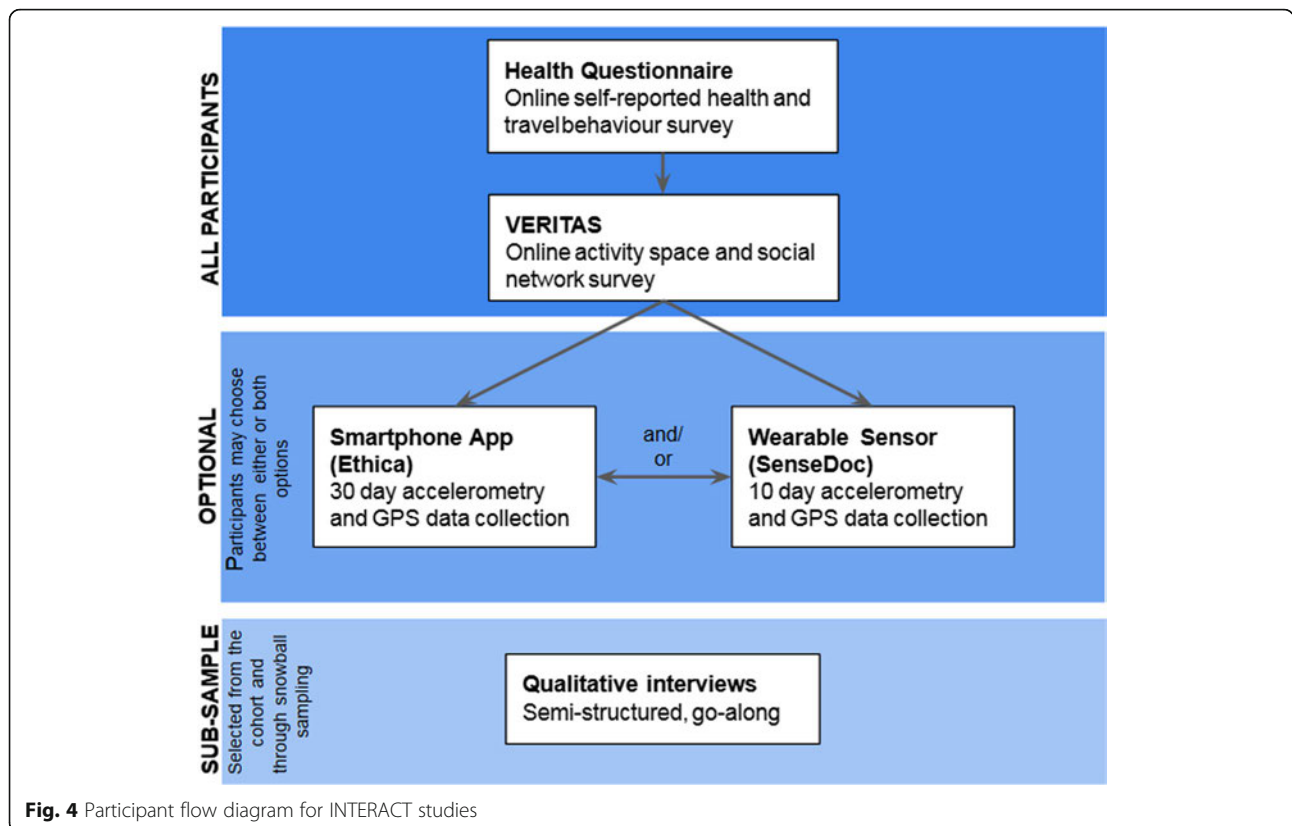 ALL PARTICIPANTS
Health Questionnaire
Online self-reported health and
travel behaviour survey
VERITAS
Online activity space and social
network survey
OPTIONAL
Participants may choose
between either or both
options
Smartphone App
(Ethica)
30 day accelerometry
and GPS data collection
and/
or
Wearable Sensor
(SenseDoc)
10 day accelerometry
and GPS data collection
SUB-SAMPLE
Selected from the
cohort and
through snowball
sampling
Qualitative interviews
Semi-structured, go-along
Fig. 4 Participant flow diagram for INTERACT studies